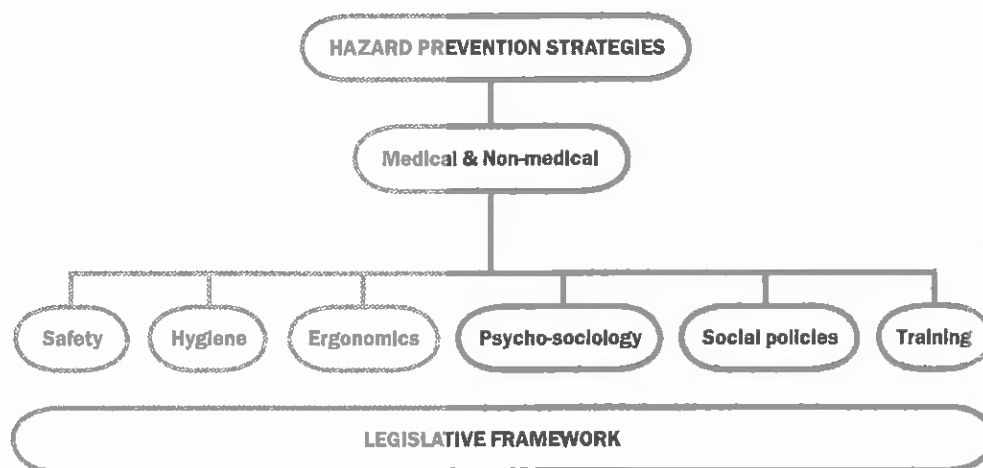 HAZARD PREVENTION STRATEGIES
Medical & Non-medical
Safety Hygiene Ergonomics Psycho-sociology Social policies Training
LEGISLATIVE FRAMEWORK